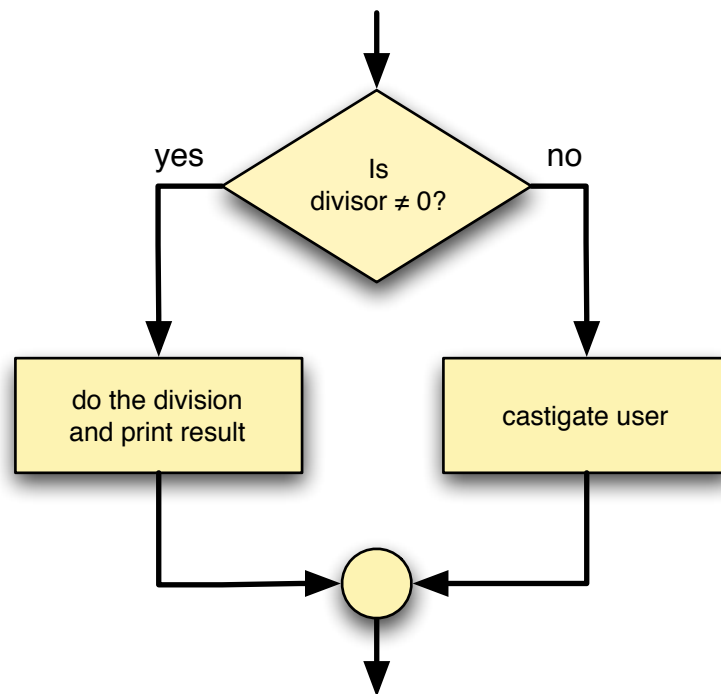 yes
no
Is
divisor ≠ 0?
do the division
and print result
castigate user